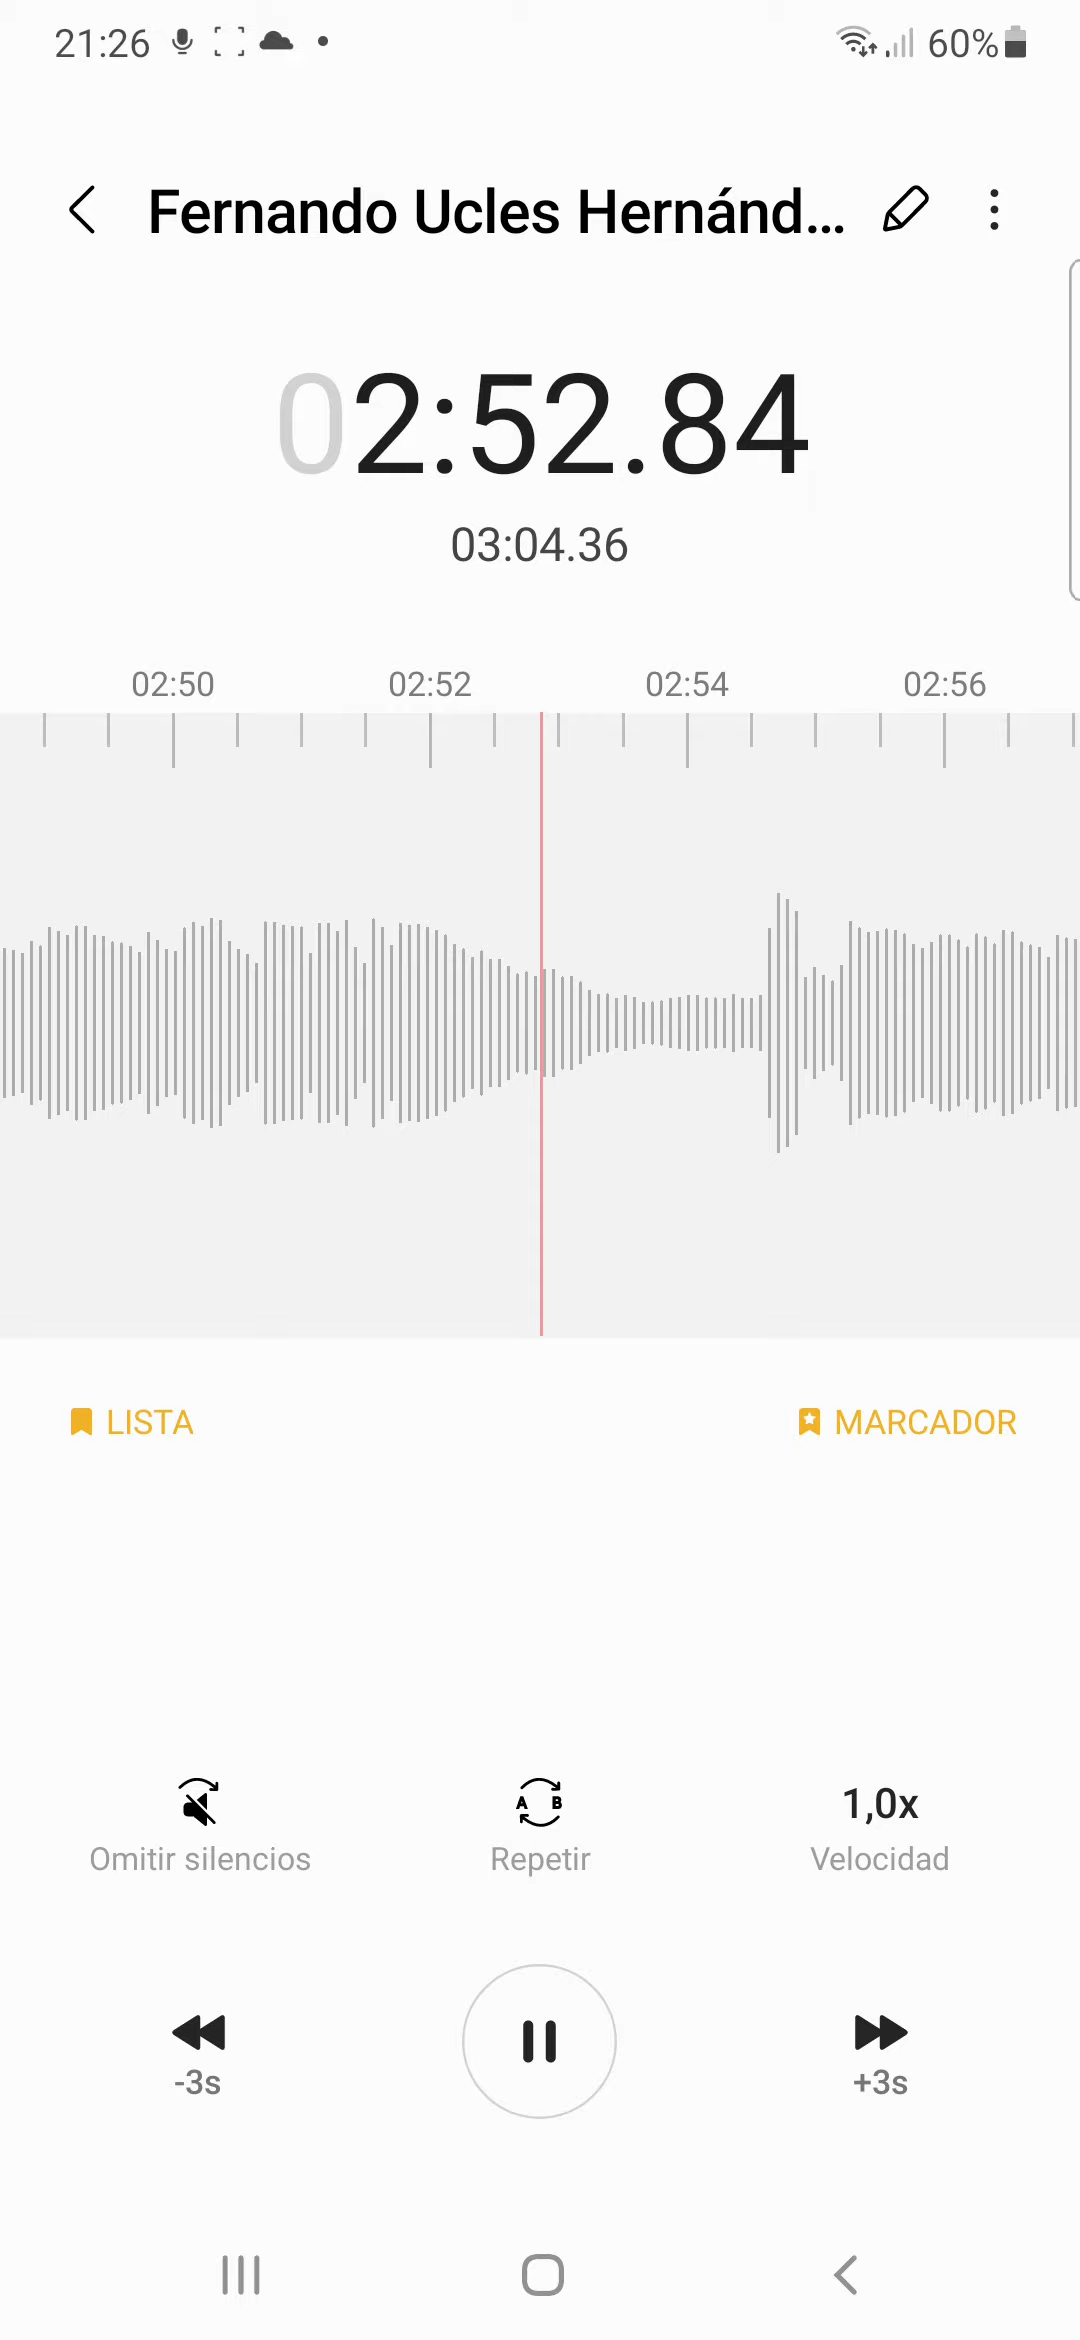 21:26 60%
Fernando Ucles Hernánd...
02:52.84
03:04.36
02:50 02:52 02:54 02:56
LISTA MARCADOR
A B 1,0x
Omitir silencios Repetir Velocidad
-3s +3s